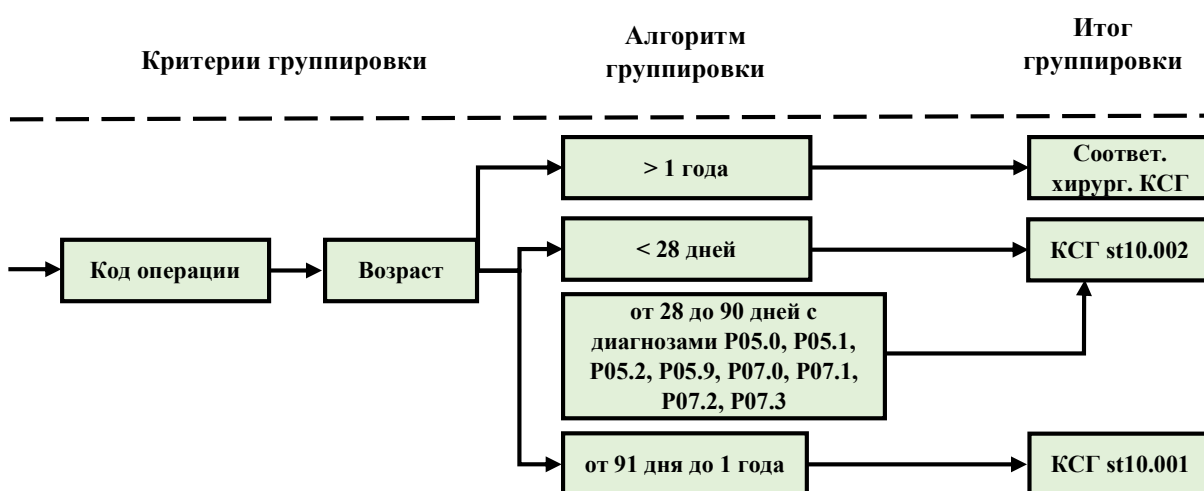 Критерии группировки
Алгоритм
группировки
Итог
группировки
> 1 года
Соответ.
хирург. КСГ
Код операции
Возраст
< 28 дней
КСГ st10.002
от 28 до 90 дней с
диагнозами P05.0, P05.1,
P05.2, P05.9, P07.0, P07.1,
P07.2, P07.3
от 91 дня до 1 года
КСГ st10.001